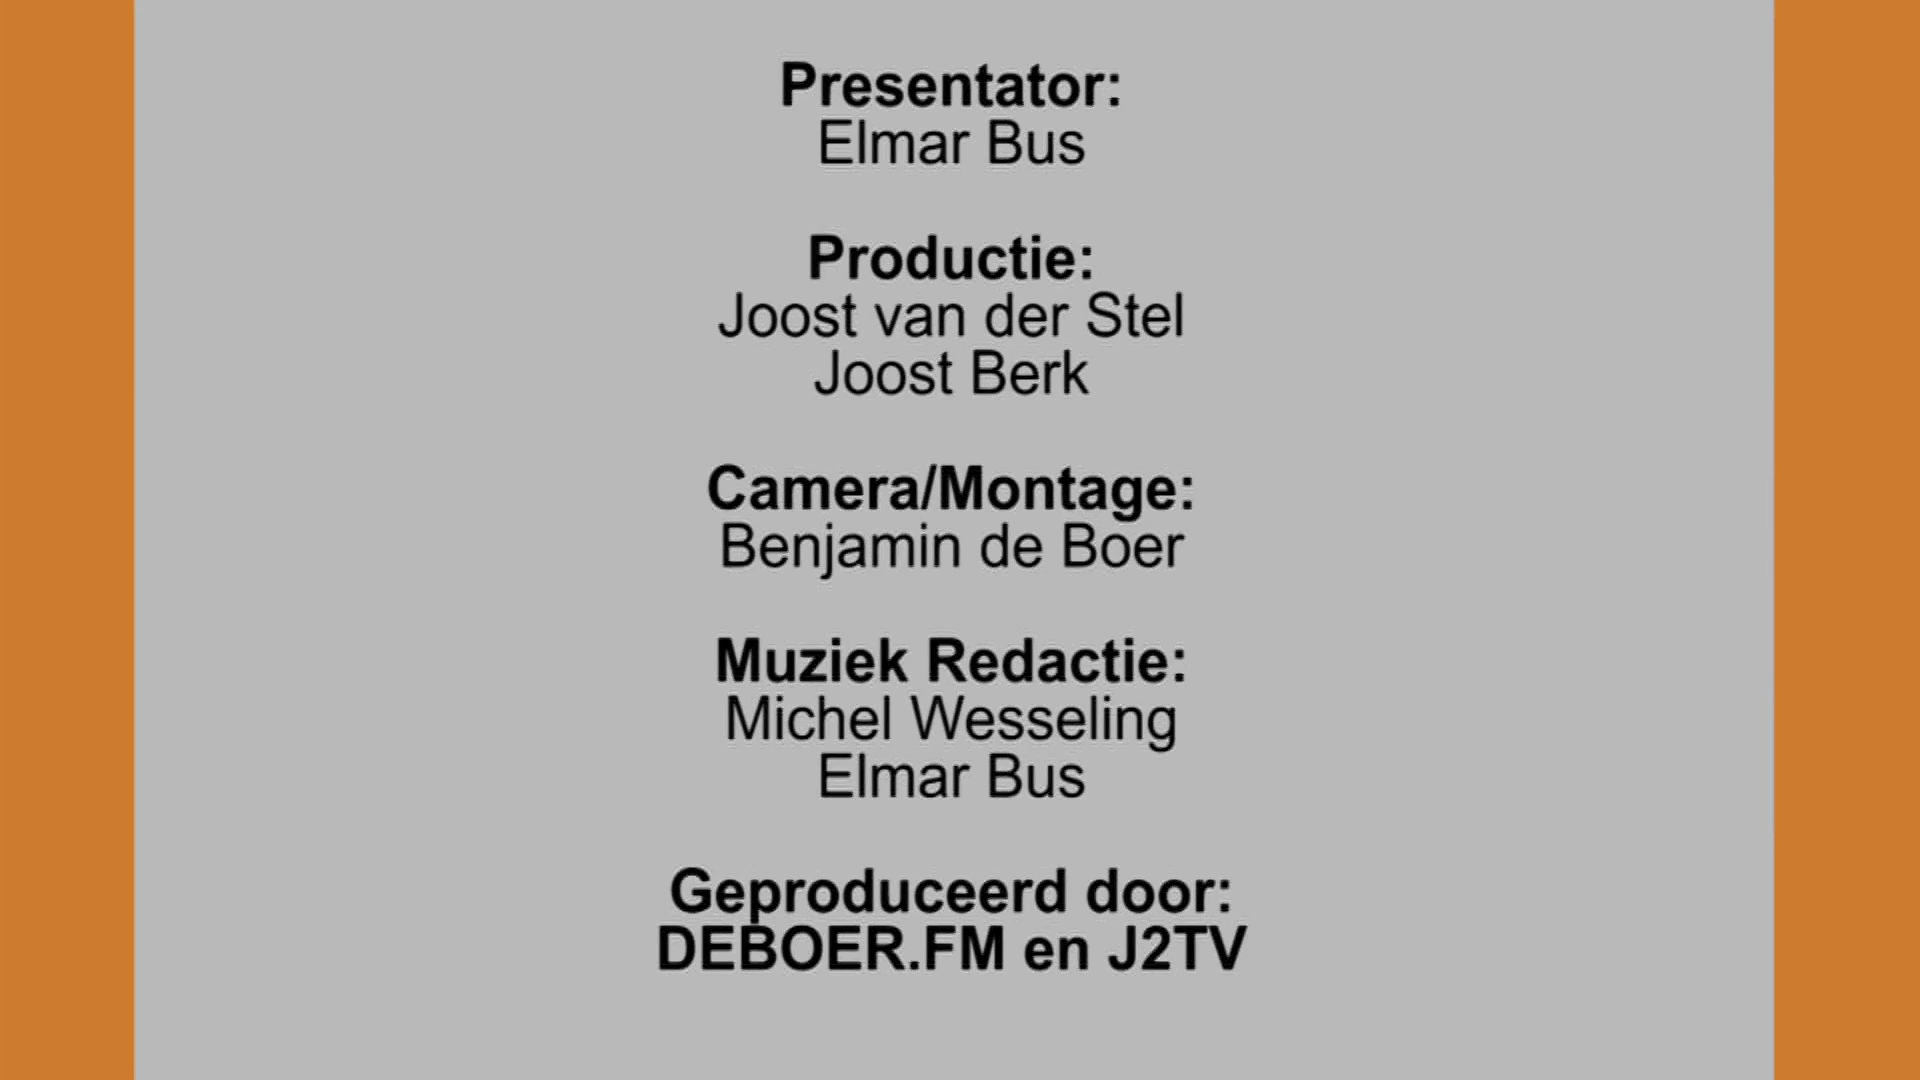 Presentator:
Elmar Bus
Productie:
Joost van der Stel
Joost Berk
Camera/Montage:
Benjamin de Boer
Muziek Redactie:
Michel Wesseling
Elmar Bus
Geproduceerd door:
DEBOER.FM en J2TV